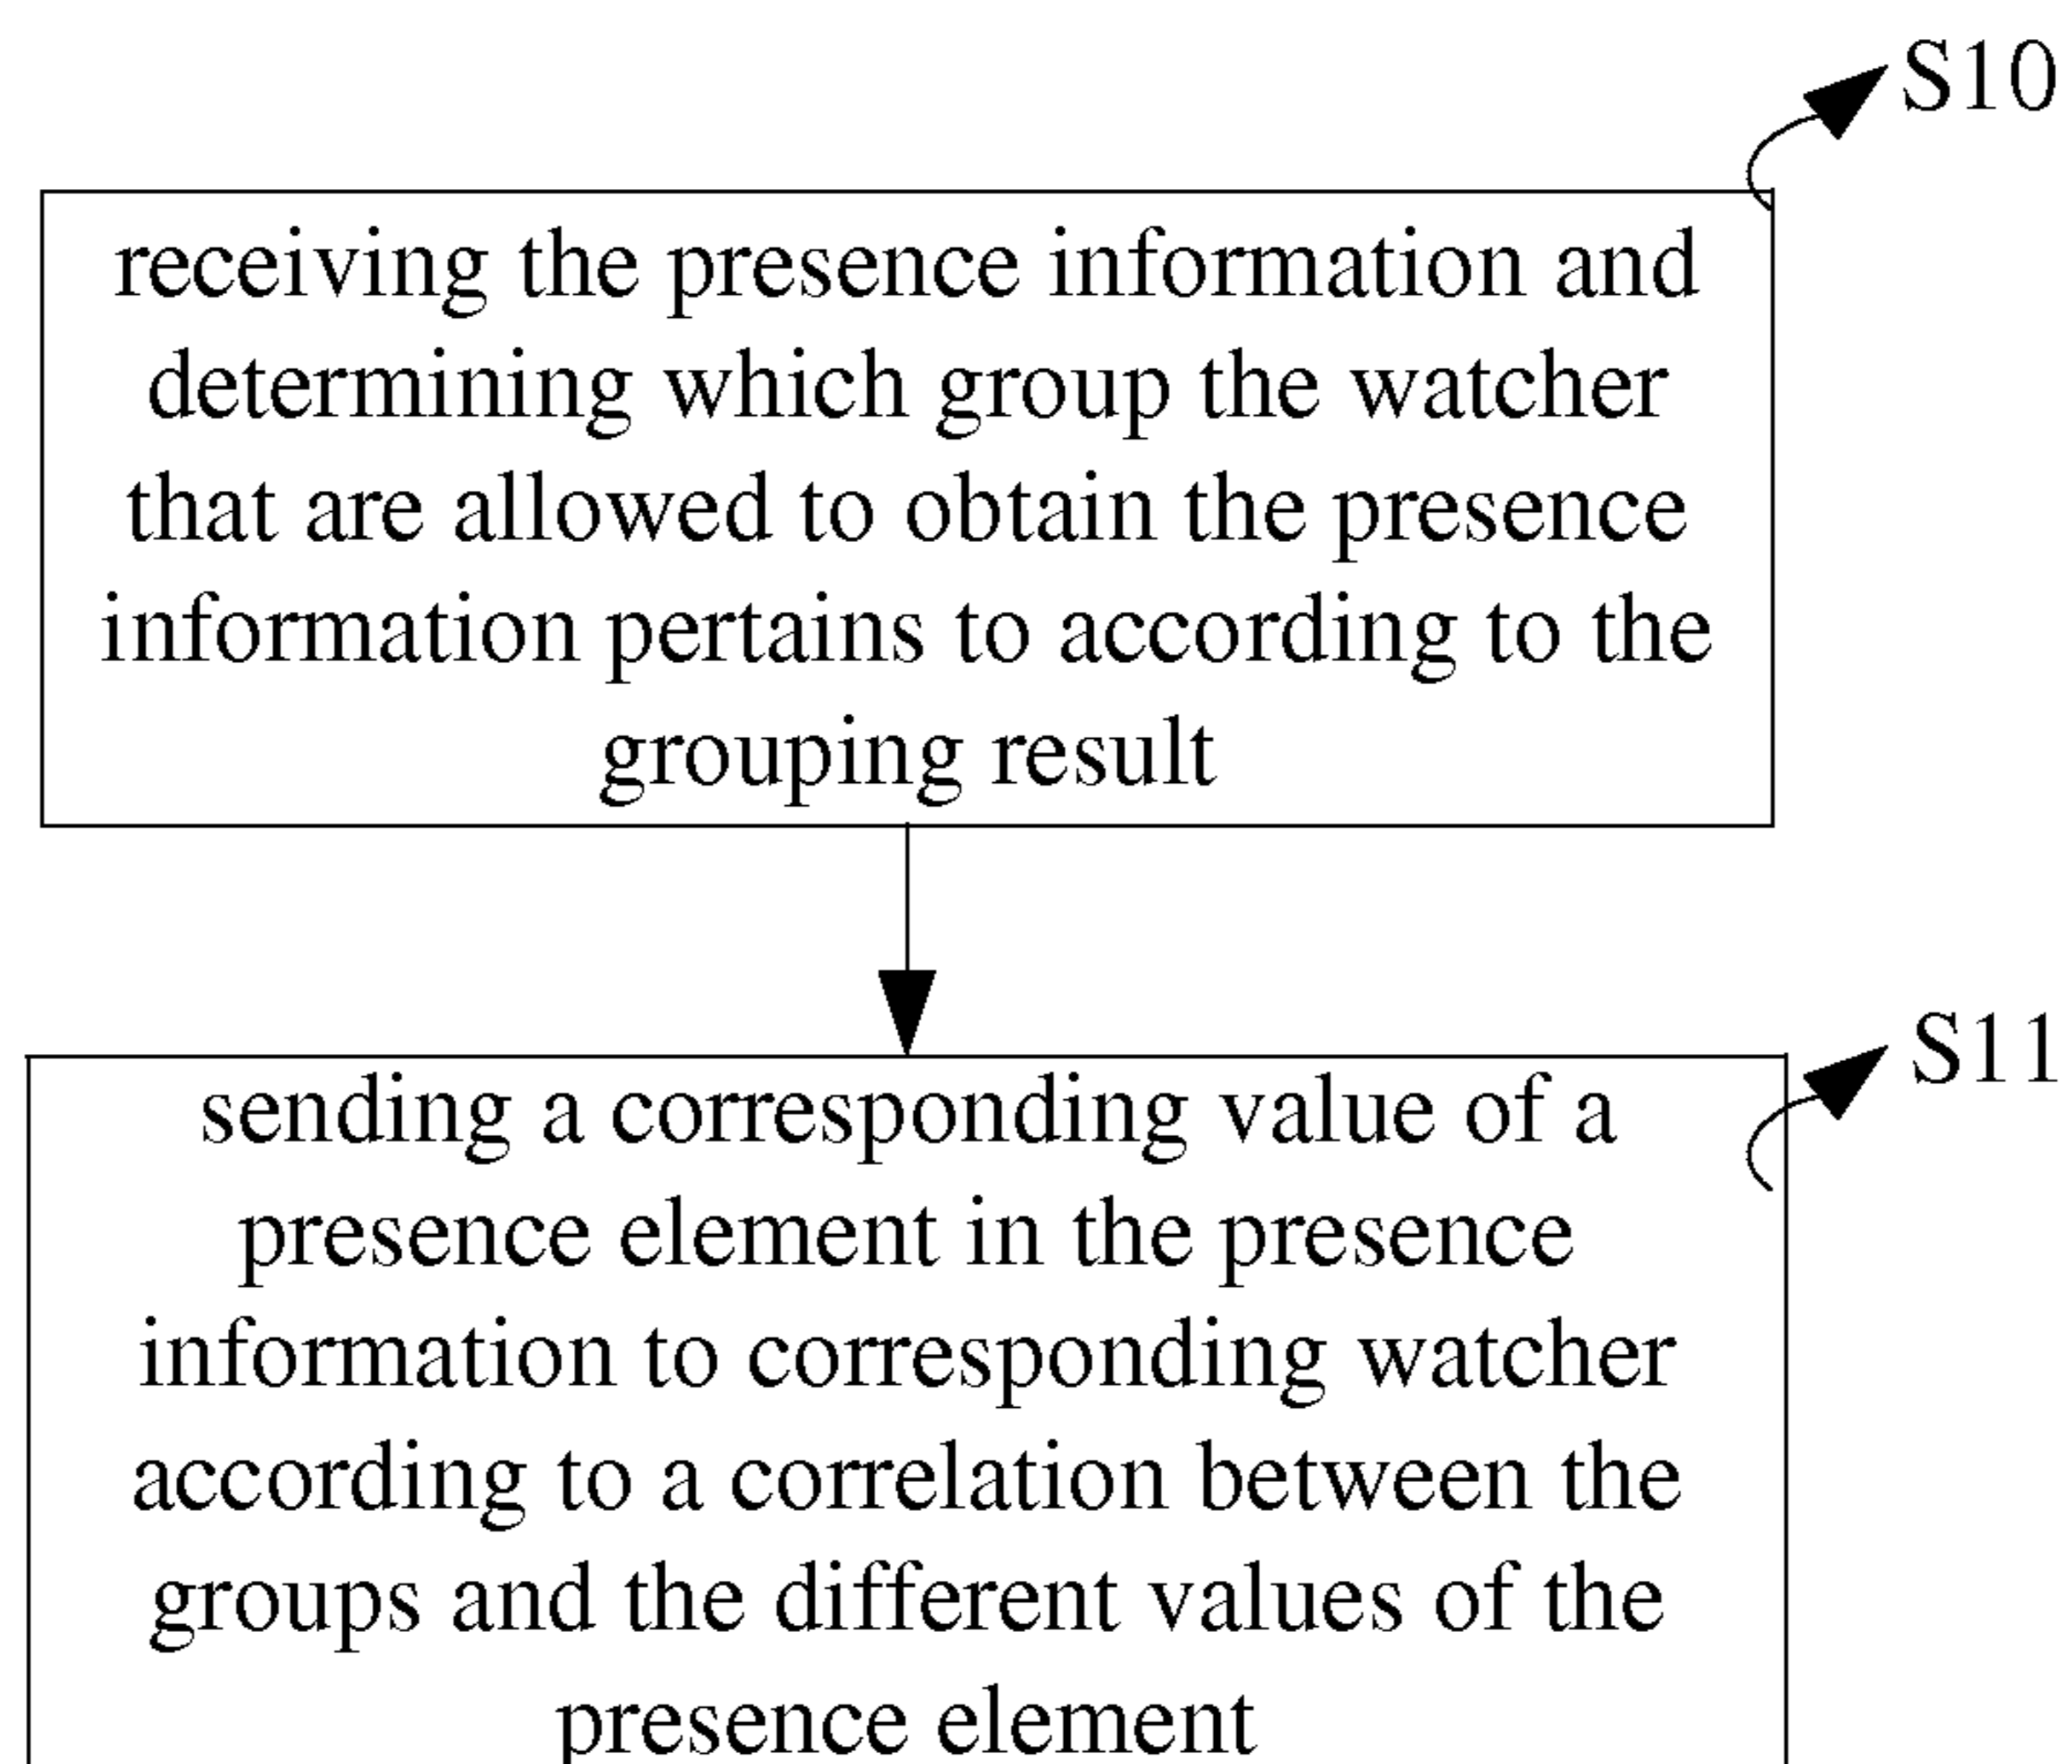 S10
receiving the presence information and
determining which group the watcher
that are allowed to obtain the presence
information pertains to according to the
grouping result
S11
sending a corresponding value of a
presence element in the presence
information to corresponding watcher
according to a correlation between the
groups and the different values of the
presence element